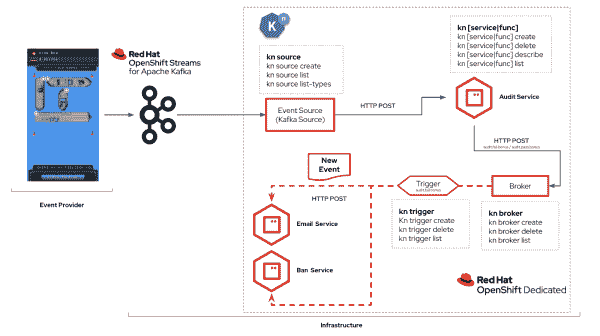 Red Hat
OpenShift Streams
for Apache Kafka
Event Provider
kn source
kn source create
kn source list
kn source list-types
Event Source
(Kafka Source)
HTTP POST
kn [service|func]
kn [service|func] create
kn [service|func] delete
kn [service|func] describe
kn [service|func] list
Audit Service
HTTP POST
New
Event
HTTP POST
Trigger
Broker
Email Service
Ban Service
kn trigger
Kn trigger create
kn trigger delete
kn trigger list
kn broker
kn broker create
kn broker delete
kn broker list
Red Hat
OpenShift Dedicated
Infrastructure